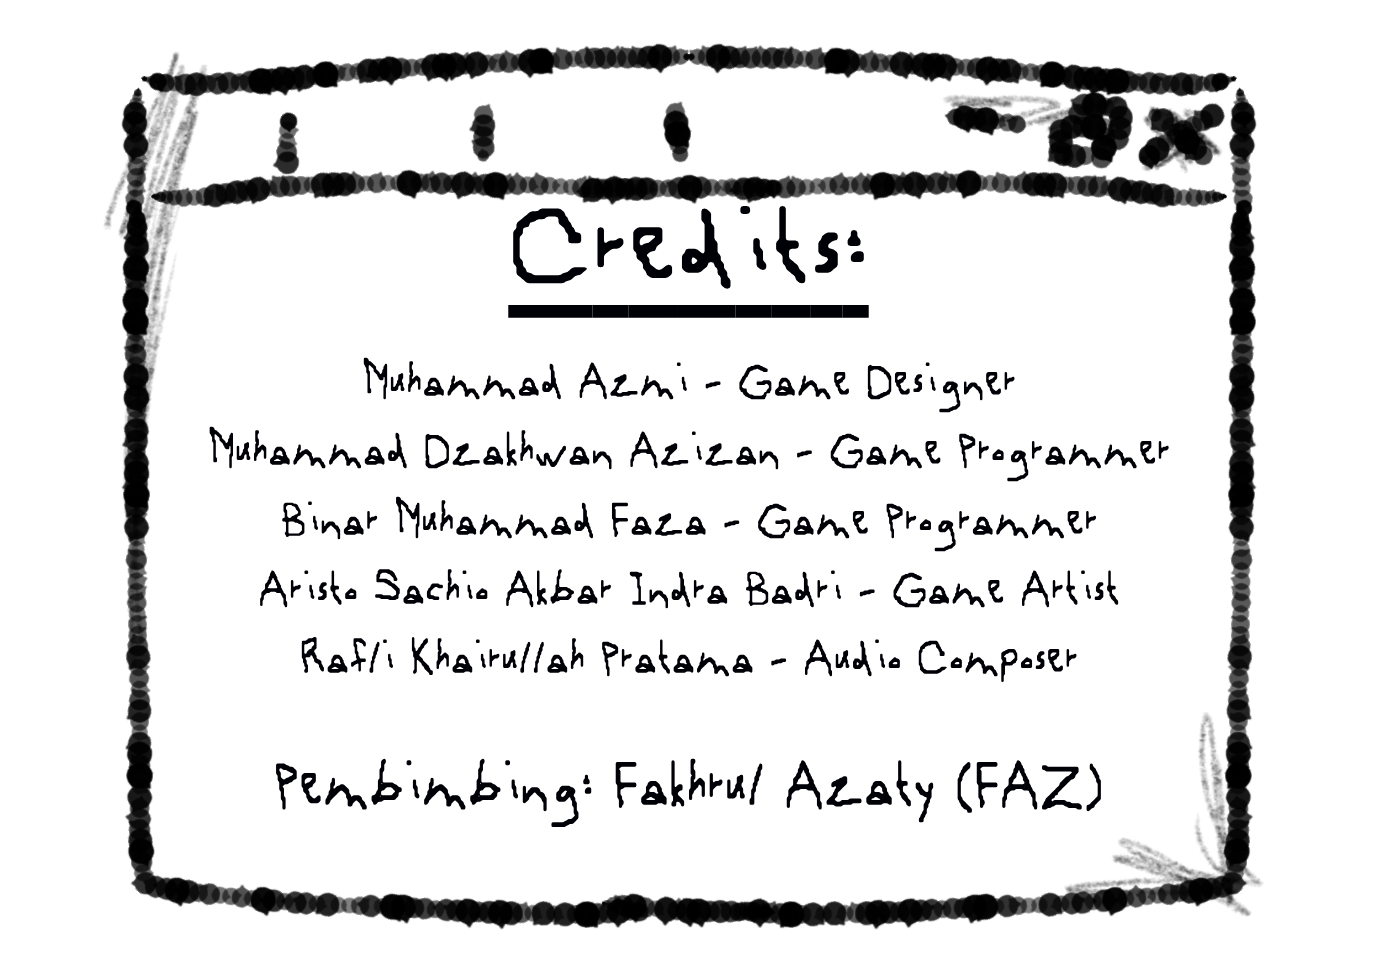 Credits:
Muhammad Azmi - Game Designer
Muhammad Dzakhwan Azizan - Game Programmer
Binar Muhammad Faza - Game Programmer
Aristo Sachio Akbar Indra Badri - Game Artist
Rafli Khairullah Pratama - Audio Composer
Pembimbing: Fakhrul Azaty (FAZ)